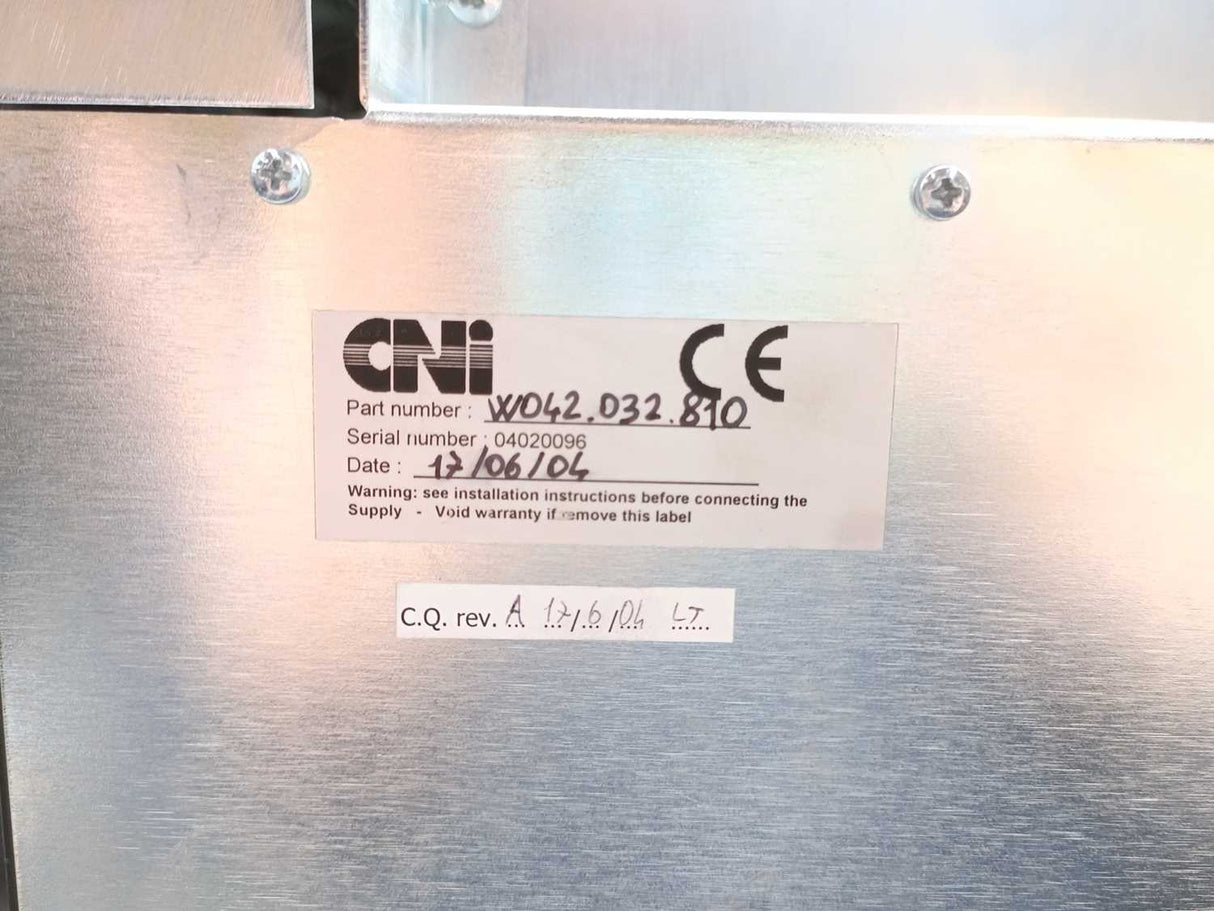 CNi CE
Part number : W042.032.810
Serial number : 04020096
Date : 17/06/04
Warning: see installation instructions before connecting the
Supply - Void warranty if remove this label
C.Q. rev. A 17/6/04 LT